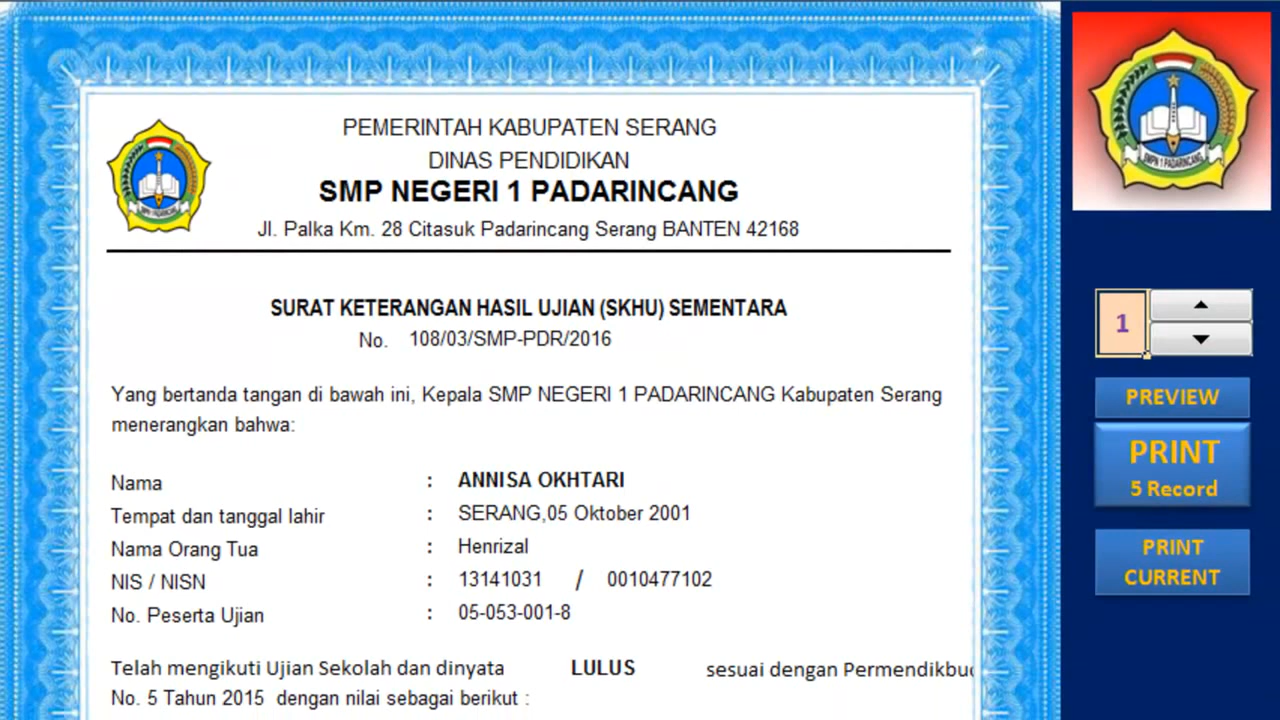 PEMERINTAH KABUPATEN SERANG
DINAS PENDIDIKAN
SMP NEGERI 1 PADARINCANG
Jl. Palka Km. 28 Citasuk Padarincang Serang BANTEN 42168
SURAT KETERANGAN HASIL UJIAN (SKHU) SEMENTARA
No. 108/03/SMP-PDR/2016
Yang bertanda tangan di bawah ini, Kepala SMP NEGERI 1 PADARINCANG Kabupaten Serang
menerangkan bahwa:
Nama : ANNISA OKHTARI
Tempat dan tanggal lahir : SERANG,05 Oktober 2001
Nama Orang Tua : Henrizal
NIS / NISN : 13141031 / 0010477102
No. Peserta Ujian : 05-053-001-8
Telah mengikuti Ujian Sekolah dan dinyata LULUS sesuai dengan Permendikbud
No. 5 Tahun 2015 dengan nilai sebagai berikut :
SMPN 1 PADARINCANG
1
PREVIEW
PRINT
5 Record
PRINT
CURRENT